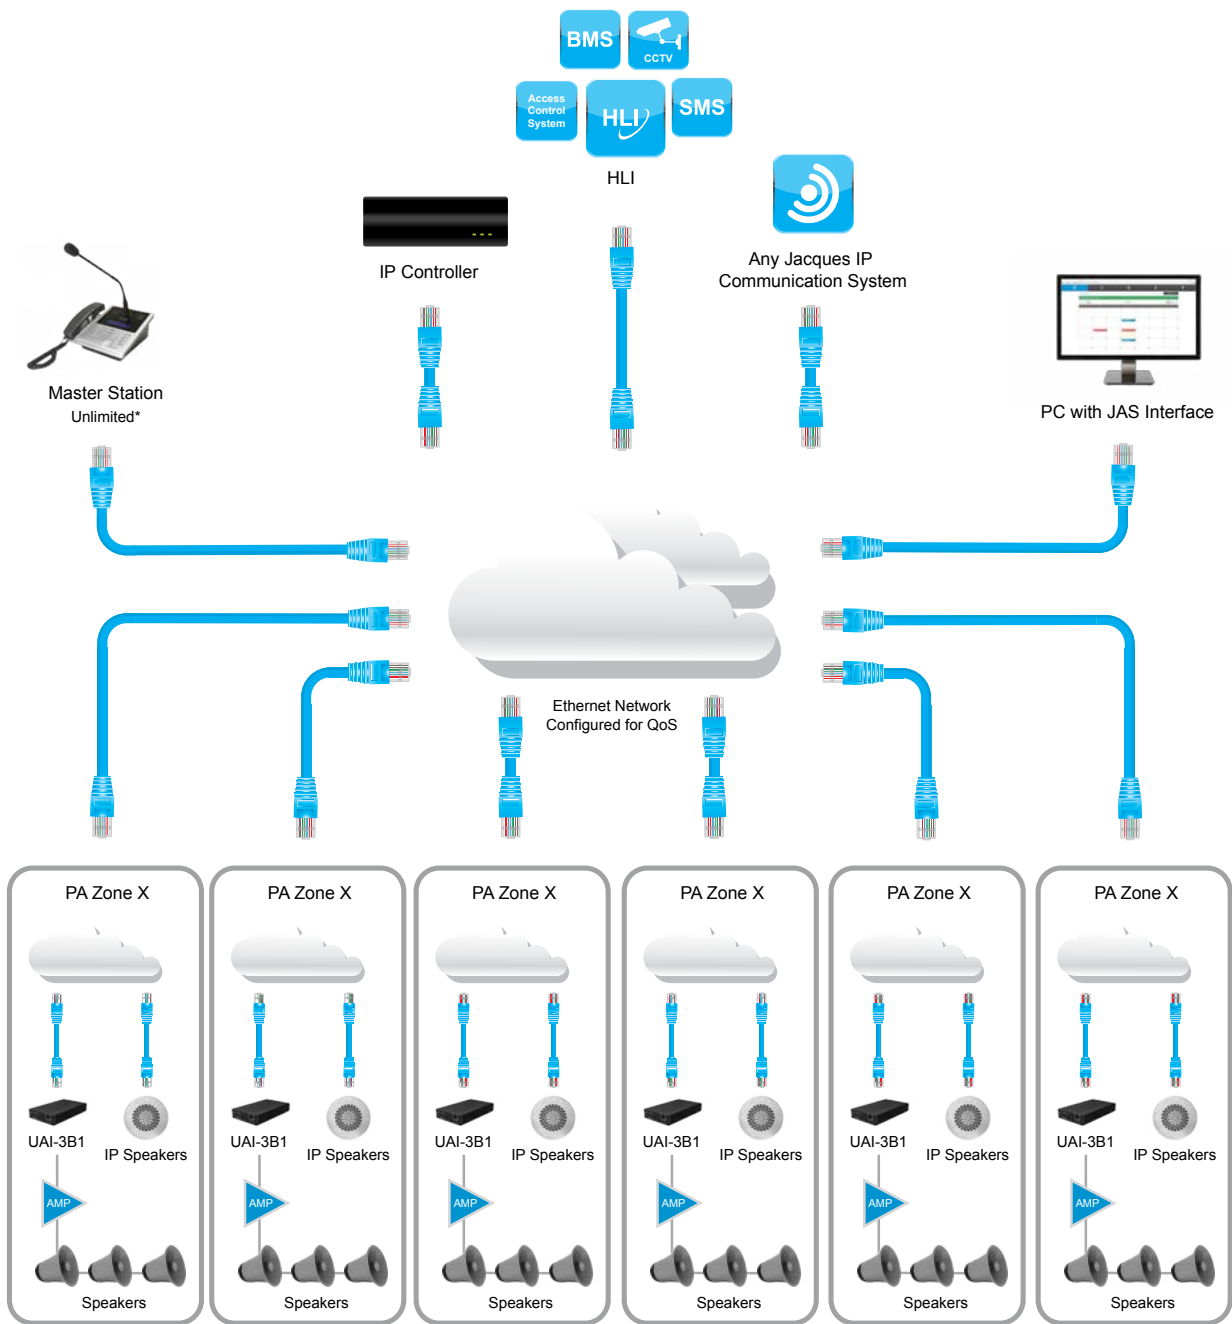 BMS
CCTV
Access
Control
System
HLI
SMS
HLI
IP Controller
Any Jacques IP
Communication System
Master Station
Unlimited*
PC with JAS Interface
Ethernet Network
Configured for QoS
PA Zone X
PA Zone X
PA Zone X
PA Zone X
PA Zone X
PA Zone X
UAI-3B1
IP Speakers
UAI-3B1
IP Speakers
UAI-3B1
IP Speakers
UAI-3B1
IP Speakers
UAI-3B1
IP Speakers
UAI-3B1
IP Speakers
AMP
AMP
AMP
AMP
AMP
AMP
Speakers
Speakers
Speakers
Speakers
Speakers
Speakers